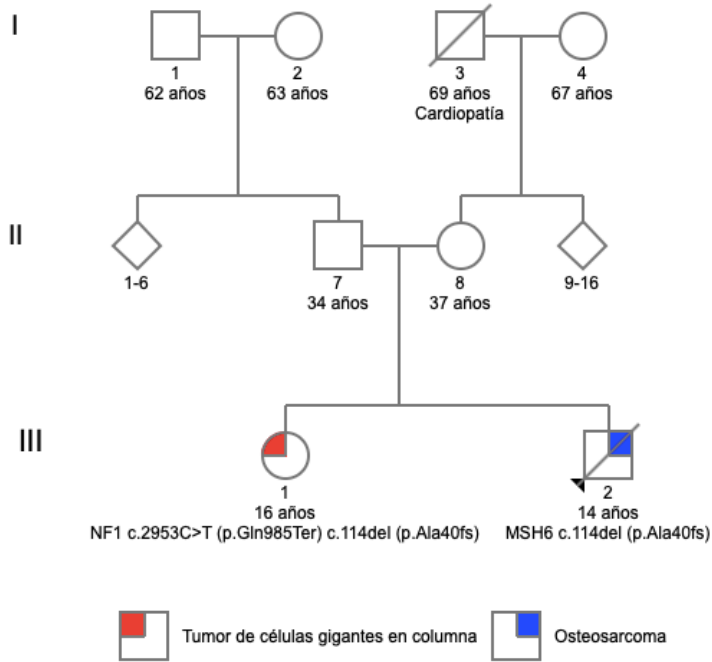 I
1
2
3
4
62 años
63 años
69 años
67 años
Cardiopatía
II
1-6
7
8
9-16
34 años
37 años
III
1
2
16 años
14 años
NF1 c.2953C>T (p.Gln985Ter) c.114del (p.Ala40fs)
MSH6 c.114del (p.Ala40fs)
Tumor de células gigantes en columna
Osteosarcoma